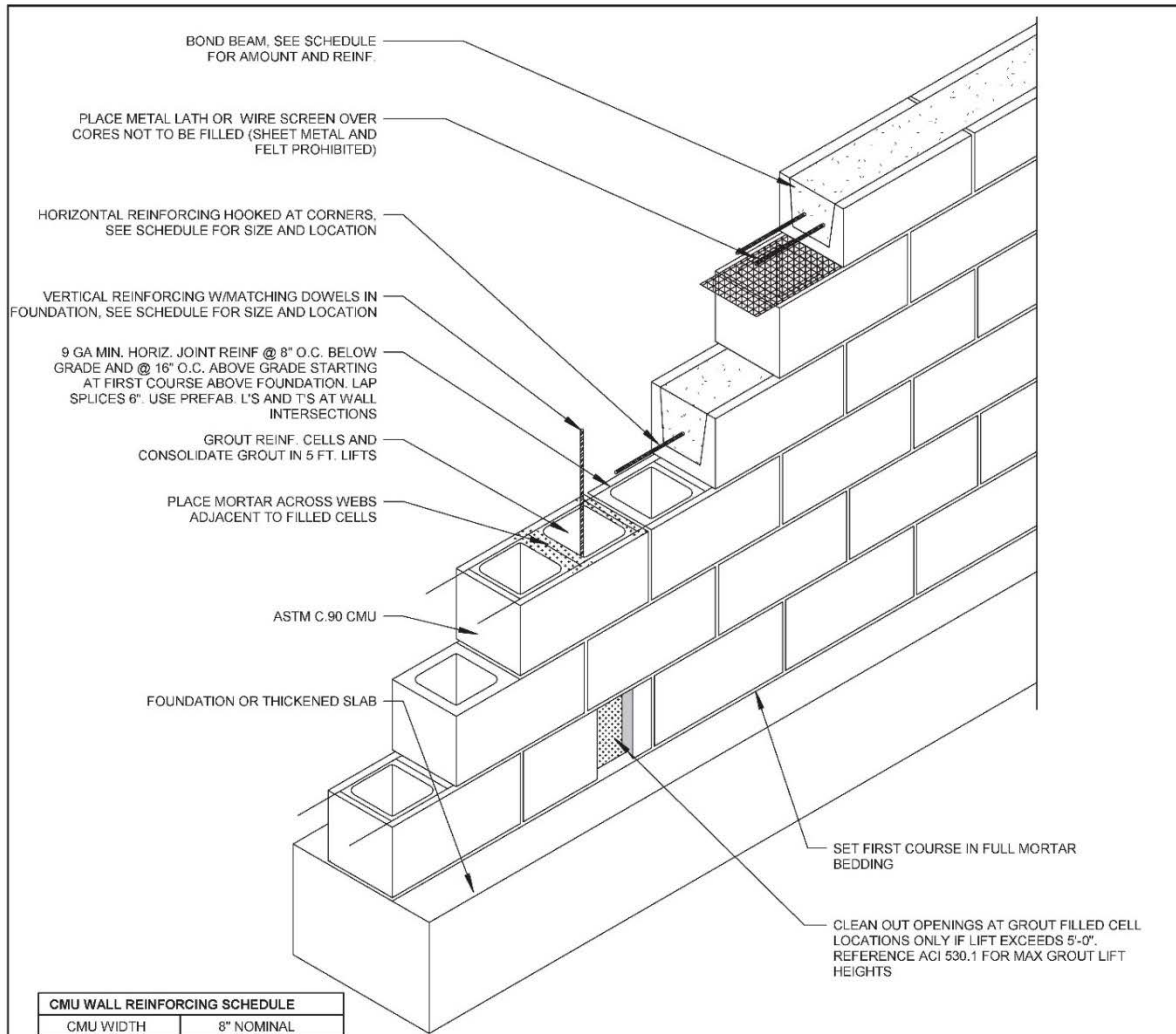 BOND BEAM, SEE SCHEDULE
FOR AMOUNT AND REINF.
PLACE METAL LATH OR WIRE SCREEN OVER
CORES NOT TO BE FILLED (SHEET METAL AND
FELT PROHIBITED)
HORIZONTAL REINFORCING HOOKED AT CORNERS,
SEE SCHEDULE FOR SIZE AND LOCATION
VERTICAL REINFORCING W/MATCHING DOWELS IN
FOUNDATION, SEE SCHEDULE FOR SIZE AND LOCATION
9 GA MIN. HORIZ. JOINT REINF @ 8" O.C. BELOW
GRADE AND @ 16" O.C. ABOVE GRADE STARTING
AT FIRST COURSE ABOVE FOUNDATION. LAP
SPLICES 6". USE PREFAB. L'S AND T'S AT WALL
INTERSECTIONS
GROUT REINF. CELLS AND
CONSOLIDATE GROUT IN 5 FT. LIFTS
PLACE MORTAR ACROSS WEBS
ADJACENT TO FILLED CELLS
ASTM C.90 CMU
FOUNDATION OR THICKENED SLAB
SET FIRST COURSE IN FULL MORTAR
BEDDING
CLEAN OUT OPENINGS AT GROUT FILLED CELL
LOCATIONS ONLY IF LIFT EXCEEDS 5'-0".
REFERENCE ACI 530.1 FOR MAX GROUT LIFT
HEIGHTS
CMU WALL REINFORCING SCHEDULE
CMU WIDTH 8" NOMINAL